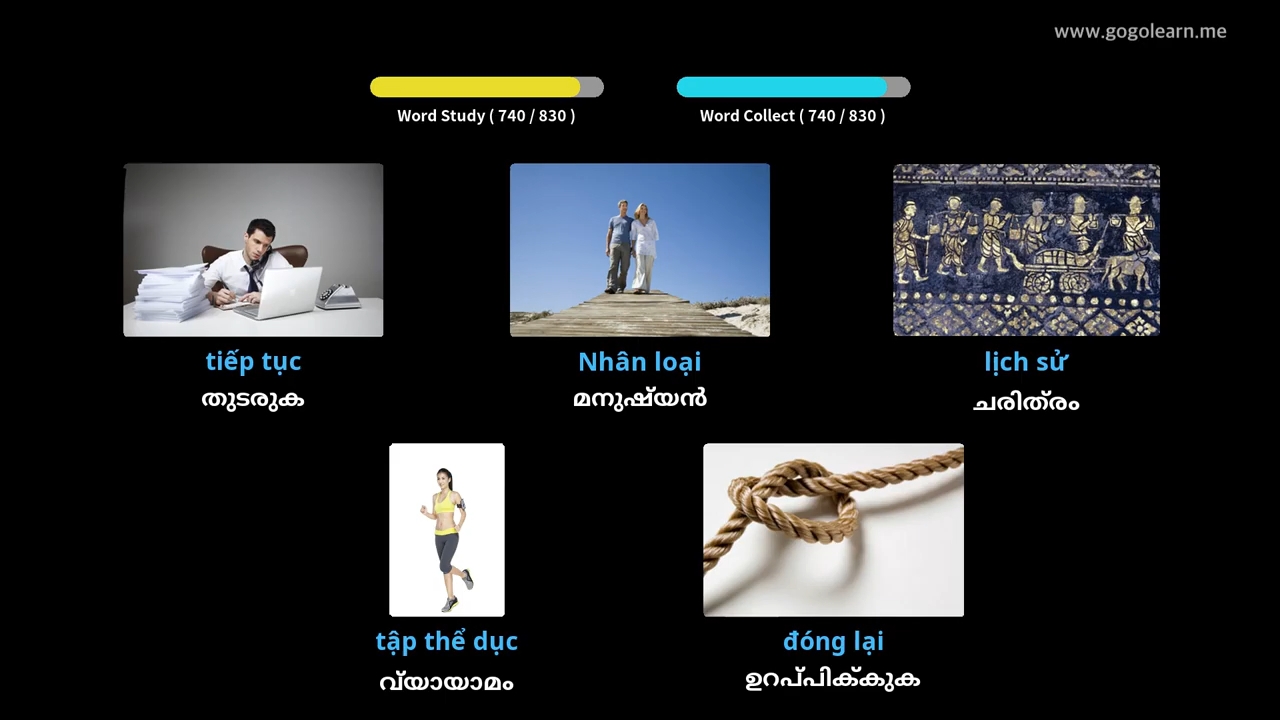 www.gogolearn.me
Word Study ( 740 / 830 )
Word Collect ( 740 / 830 )
tiếp tục
തുടരുക
Nhân loại
മനുഷ്യൻ
lịch sử
ചരിത്രം
tập thể dục
വ്യായാമം
đóng lại
ഉറപ്പിക്കുക